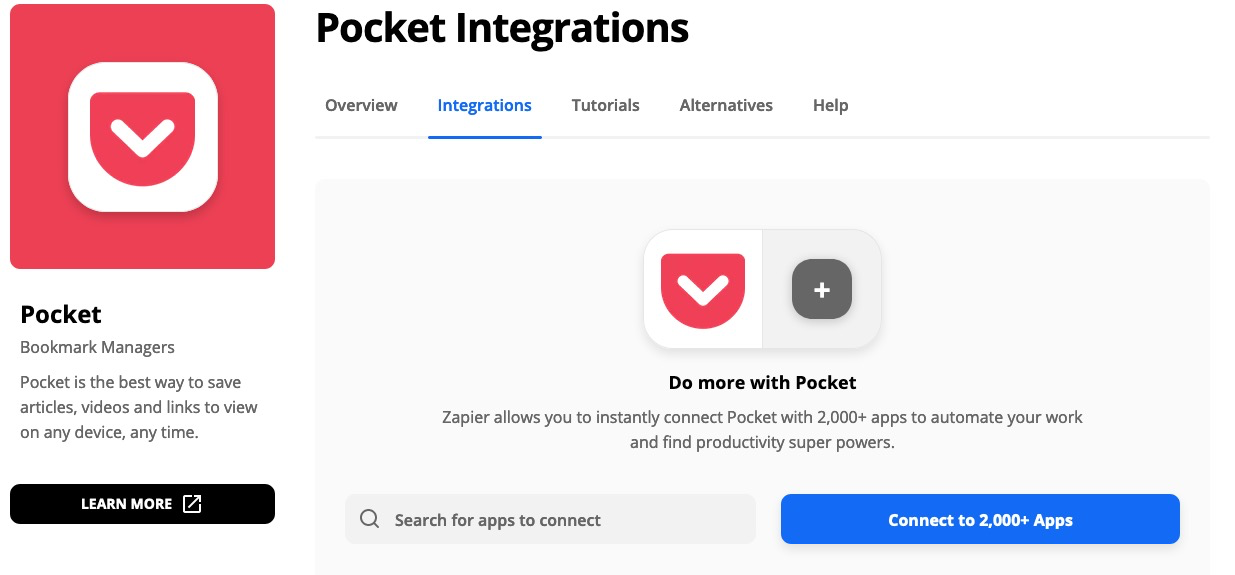 Pocket Integrations
Overview
Integrations
Tutorials
Alternatives
Help
Pocket
Bookmark Managers
Pocket is the best way to save
articles, videos and links to view
on any device, any time.
LEARN MORE
Do more with Pocket
Zapier allows you to instantly connect Pocket with 2,000+ apps to automate your work
and find productivity super powers.
Search for apps to connect
Connect to 2,000+ Apps